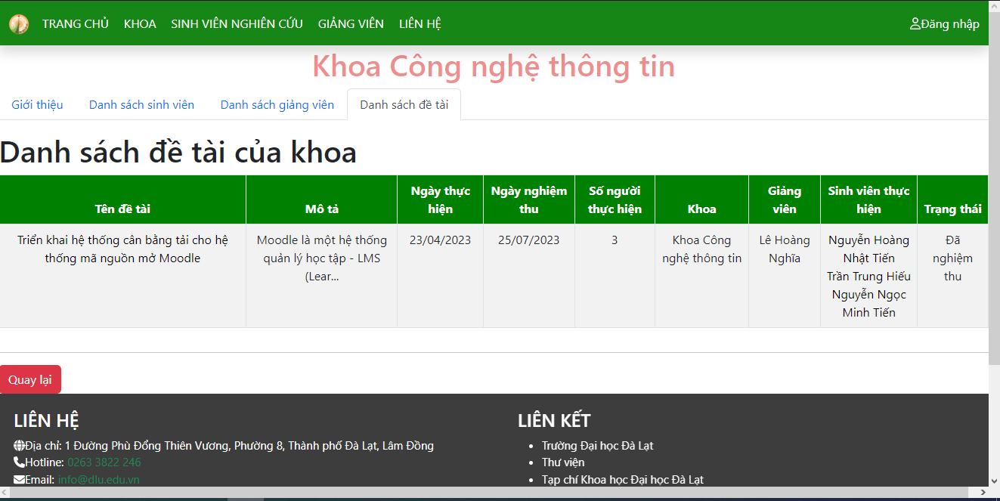 TRANG CHỦ KHOA SINH VIÊN NGHIÊN CỨU GIẢNG VIÊN LIÊN HỆ Đăng nhập
Khoa Công nghệ thông tin
Giới thiệu Danh sách sinh viên Danh sách giảng viên Danh sách đề tài
Danh sách đề tài của khoa
Tên đề tài
Mô tả
Ngày thực
hiện
Ngày nghiệm
thu
Số người
thực hiện
Khoa
Giảng
viên
Sinh viên thực
hiện
Trạng thái
Triển khai hệ thống cân bằng tải cho hệ
thống mã nguồn mở Moodle
Moodle là một hệ thống
quản lý học tập - LMS
(Lear...
23/04/2023
25/07/2023
3
Khoa Công
nghệ thông tin
Lê Hoàng
Nghĩa
Nguyễn Hoàng
Nhật Tiến
Trần Trung Hiếu
Nguyễn Ngọc
Minh Tiến
Đã
nghiệm
thu
Quay lại
LIÊN HỆ
Địa chỉ: 1 Đường Phù Đổng Thiên Vương, Phường 8, Thành phố Đà Lạt, Lâm Đồng
Hotline: 0263 3822 246
Email: info@dlu.edu.vn
LIÊN KẾT
• Trường Đại học Đà Lạt
• Thư viện
• Tạp chí Khoa học Đại học Đà Lạt